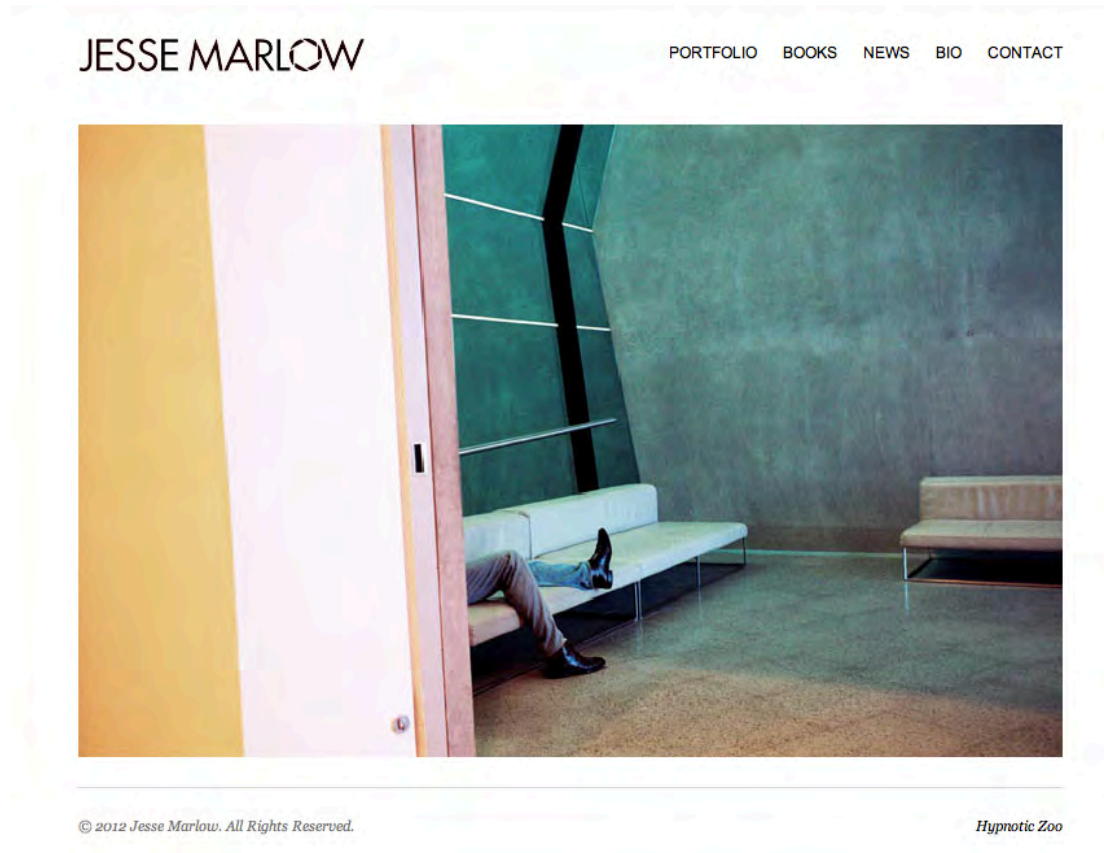 JESSE MARLOW
PORTFOLIO BOOKS NEWS BIO CONTACT
© 2012 Jesse Marlow. All Rights Reserved.
Hypnotic Zoo